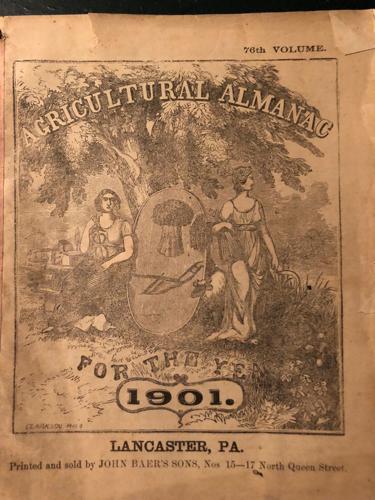 76th VOLUME.
AGRICULTURAL ALMANAC
FOR THE YEA
1901.
LANCASTER, PA.
Printed and sold by JOHN BAER'S SONS, Nos 15—17 North Queen Street.